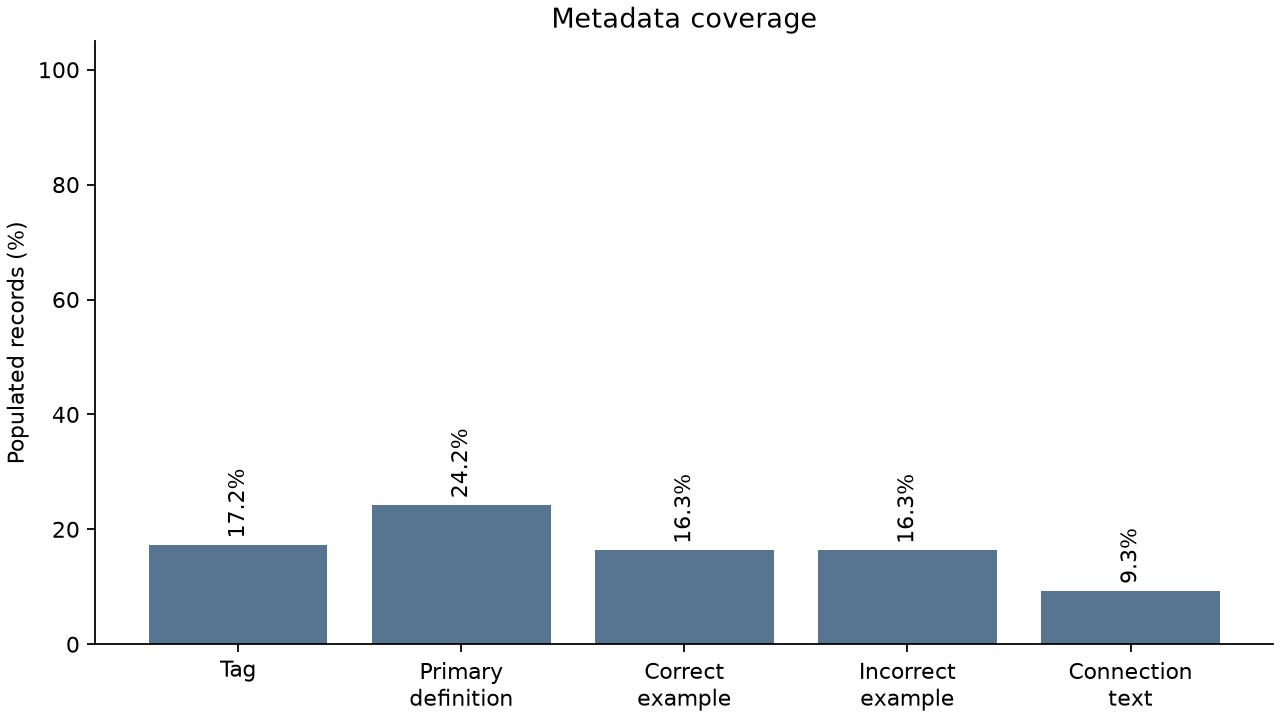 Metadata coverage
Populated records (%)
100
80
60
40
20
0
17.2%
24.2%
16.3%
16.3%
9.3%
Tag
Primary
definition
Correct
example
Incorrect
example
Connection
text